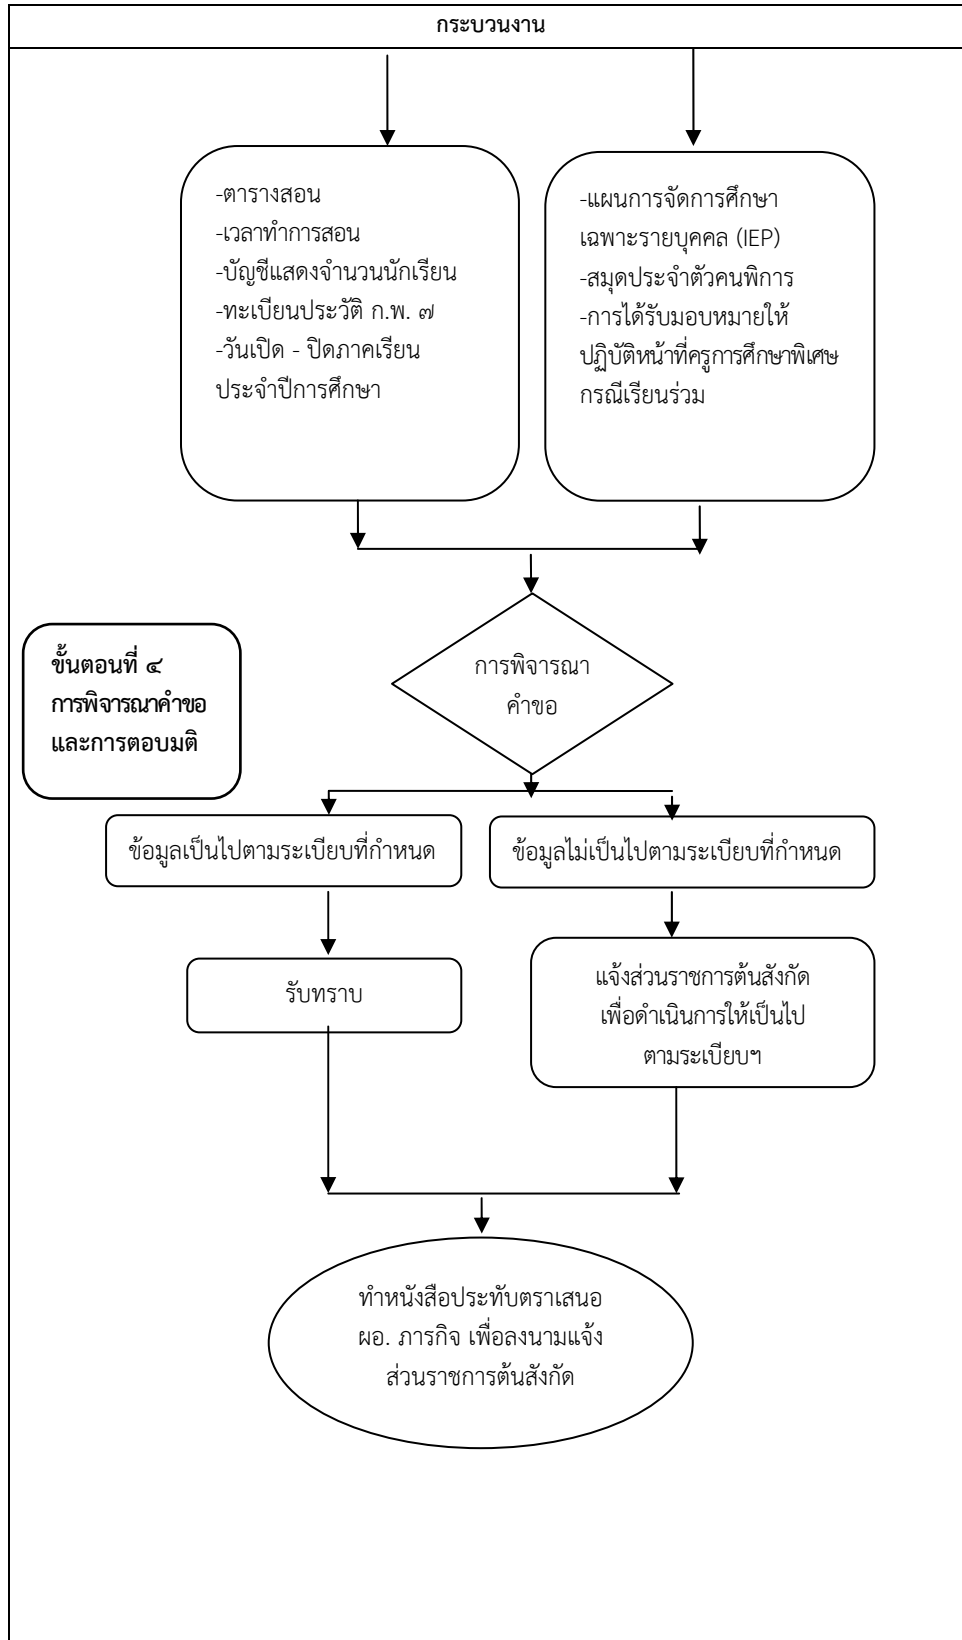 กระบวนงาน
-ตารางสอน
-เวลาทำการสอน
-บัญชีแสดงจำนวนนักเรียน
-ทะเบียนประวัติ ก.พ. ๗
-วันเปิด - ปิดภาคเรียน
ประจำปีการศึกษา
-แผนการจัดการศึกษา
เฉพาะรายบุคคล (IEP)
-สมุดประจำตัวคนพิการ
-การได้รับมอบหมายให้
ปฏิบัติหน้าที่ครูการศึกษาพิเศษ
กรณีเรียนร่วม
ขั้นตอนที่ ๔
การพิจารณาคำขอ
และการตอบมติ
การพิจารณา
คำขอ
ข้อมูลเป็นไปตามระเบียบที่กำหนด
ข้อมูลไม่เป็นไปตามระเบียบที่กำหนด
รับทราบ
แจ้งส่วนราชการต้นสังกัด
เพื่อดำเนินการให้เป็นไป
ตามระเบียบฯ
ทำหนังสือประทับตราเสนอ
ผอ. ภารกิจ เพื่อลงนามแจ้ง
ส่วนราชการต้นสังกัด